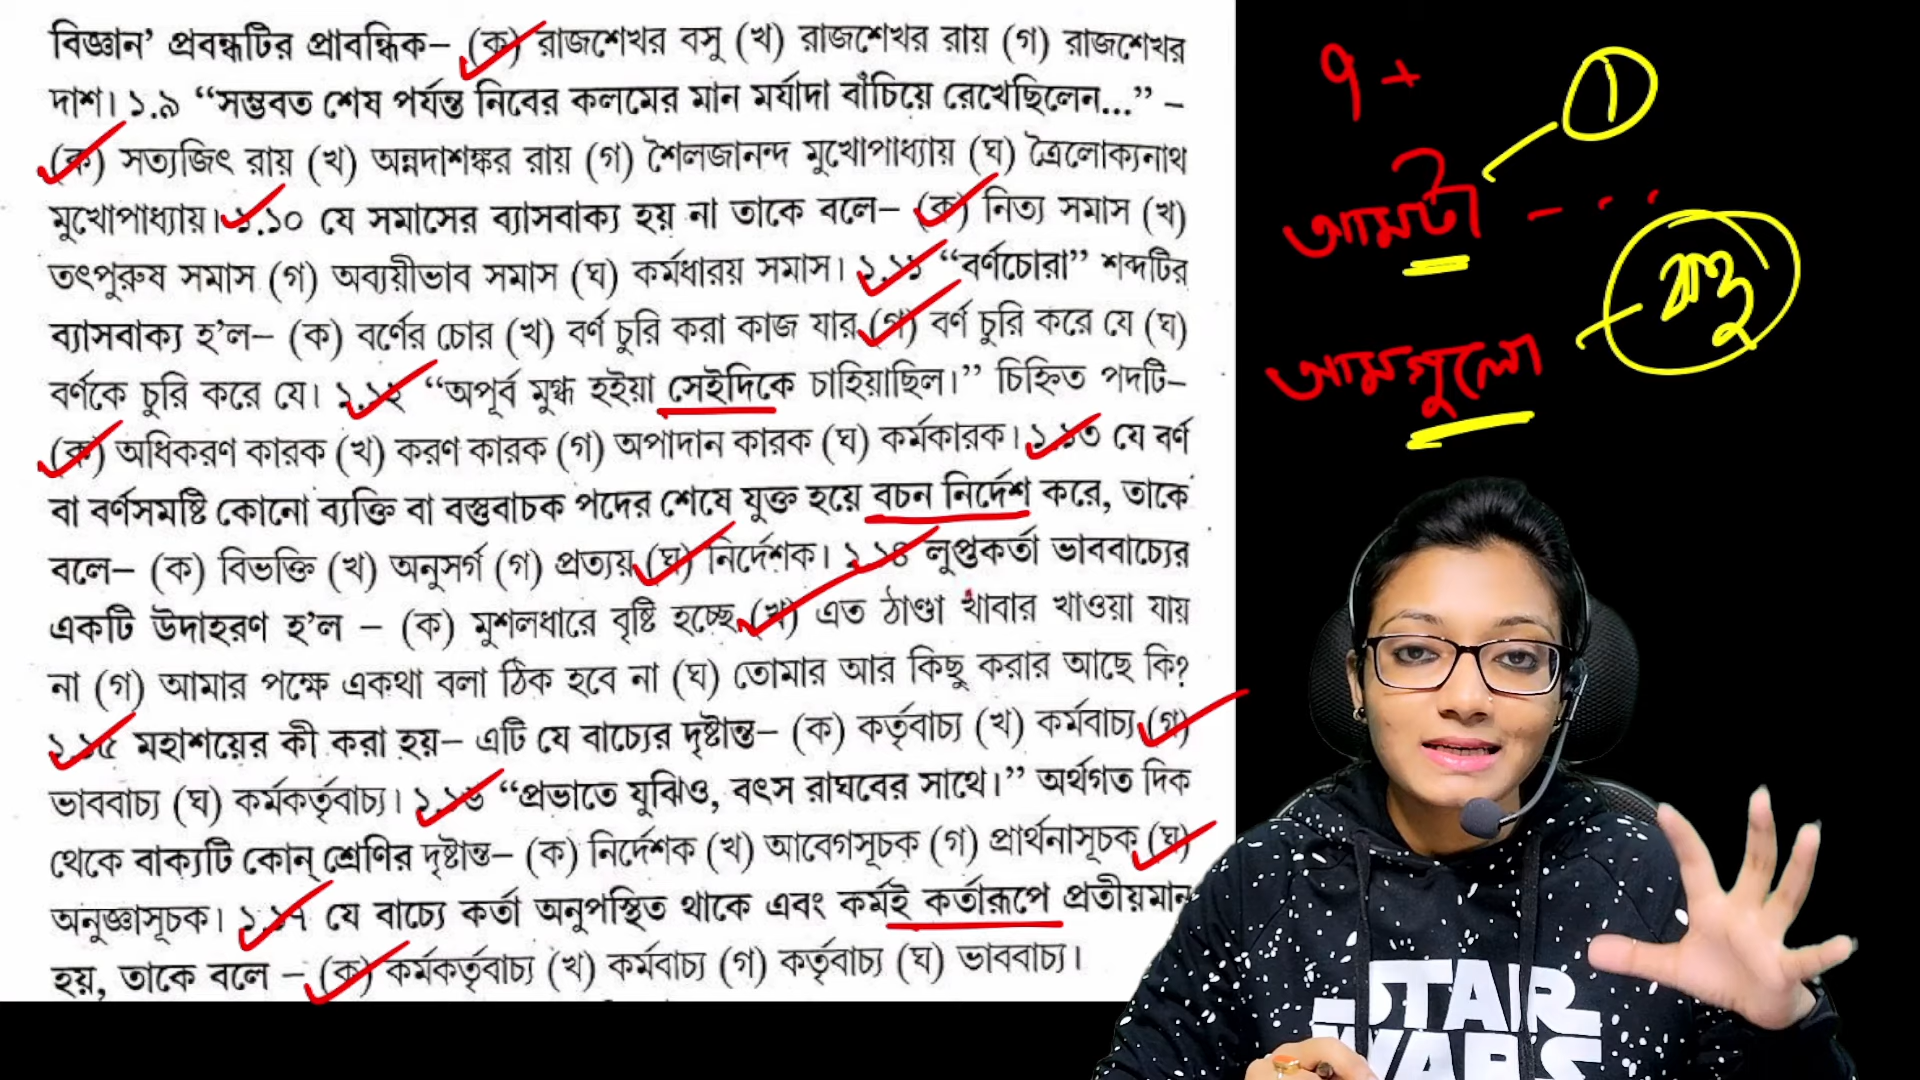 বিজ্ঞান’ প্রবন্ধটির প্রাবন্ধিক– (ক) রাজশেখর বসু (খ) রাজশেখর রায় (গ) রাজশেখর
দাশ। ১.৯ “সম্ভবত শেষ পর্যন্ত নিবের কলমের মান মর্যাদা বাঁচিয়ে রেখেছিলেন...” –
(ক) সত্যজিৎ রায় (খ) অন্নদাশঙ্কর রায় (গ) শৈলজানন্দ মুখোপাধ্যায় (ঘ) ত্রৈলোক্যনাথ
মুখোপাধ্যায়। ১.১০ যে সমাসের ব্যাসবাক্য হয় না তাকে বলে– (ক) নিত্য সমাস (খ)
তৎপুরুষ সমাস (গ) অব্যয়ীভাব সমাস (ঘ) কর্মধারয় সমাস। ১.১১ “বর্ণচোরা” শব্দটির
ব্যাসবাক্য হ’ল– (ক) বর্ণের চোর (খ) বর্ণ চুরি করা কাজ যার (গ) বর্ণ চুরি করে যে (ঘ)
বর্ণকে চুরি করে যে। ১.১২ “অপূর্ব মুগ্ধ হইয়া সেইদিকে চাহিয়াছিল।” চিহ্নিত পদটি–
(ক) অধিকরণ কারক (খ) করণ কারক (গ) অপাদান কারক (ঘ) কর্মকারক। ১.১৩ যে বর্ণ
বা বর্ণসমষ্টি কোনো ব্যক্তি বা বস্তুবাচক পদের শেষে যুক্ত হয়ে বচন নির্দেশ করে, তাকে
বলে– (ক) বিভক্তি (খ) অনুসর্গ (গ) প্রত্যয় (ঘ) নির্দেশক। ১.১৪ লুপ্তকর্তা ভাববাচ্যের
একটি উদাহরণ হ’ল – (ক) মুশলধারে বৃষ্টি হচ্ছে (খ) এত ঠাণ্ডা খাবার খাওয়া যায়
না (গ) আমার পক্ষে একথা বলা ঠিক হবে না (ঘ) তোমার আর কিছু করার আছে কি?
১.১৫ মহাশয়ের কী করা হয়– এটি যে বাচ্যের দৃষ্টান্ত– (ক) কর্তৃবাচ্য (খ) কর্মবাচ্য (গ)
ভাববাচ্য (ঘ) কর্মকর্তৃবাচ্য। ১.১৬ “প্রভাতে যুঝিও, বৎস রাঘবের সাথে।” অর্থগত দিক
থেকে বাক্যটি কোন্ শ্রেণির দৃষ্টান্ত– (ক) নির্দেশক (খ) আবেগসূচক (গ) প্রার্থনাসূচক (ঘ)
অনুজ্ঞাসূচক। ১.১৭ যে বাচ্যে কর্তা অনুপস্থিত থাকে এবং কর্মই কর্তারূপে প্রতীয়মান
হয়, তাকে বলে – (ক) কর্মকর্তৃবাচ্য (খ) কর্মবাচ্য (গ) কর্তৃবাচ্য (ঘ) ভাববাচ্য।
১
আমটা – ...
আমগুলো
STAR
WARS